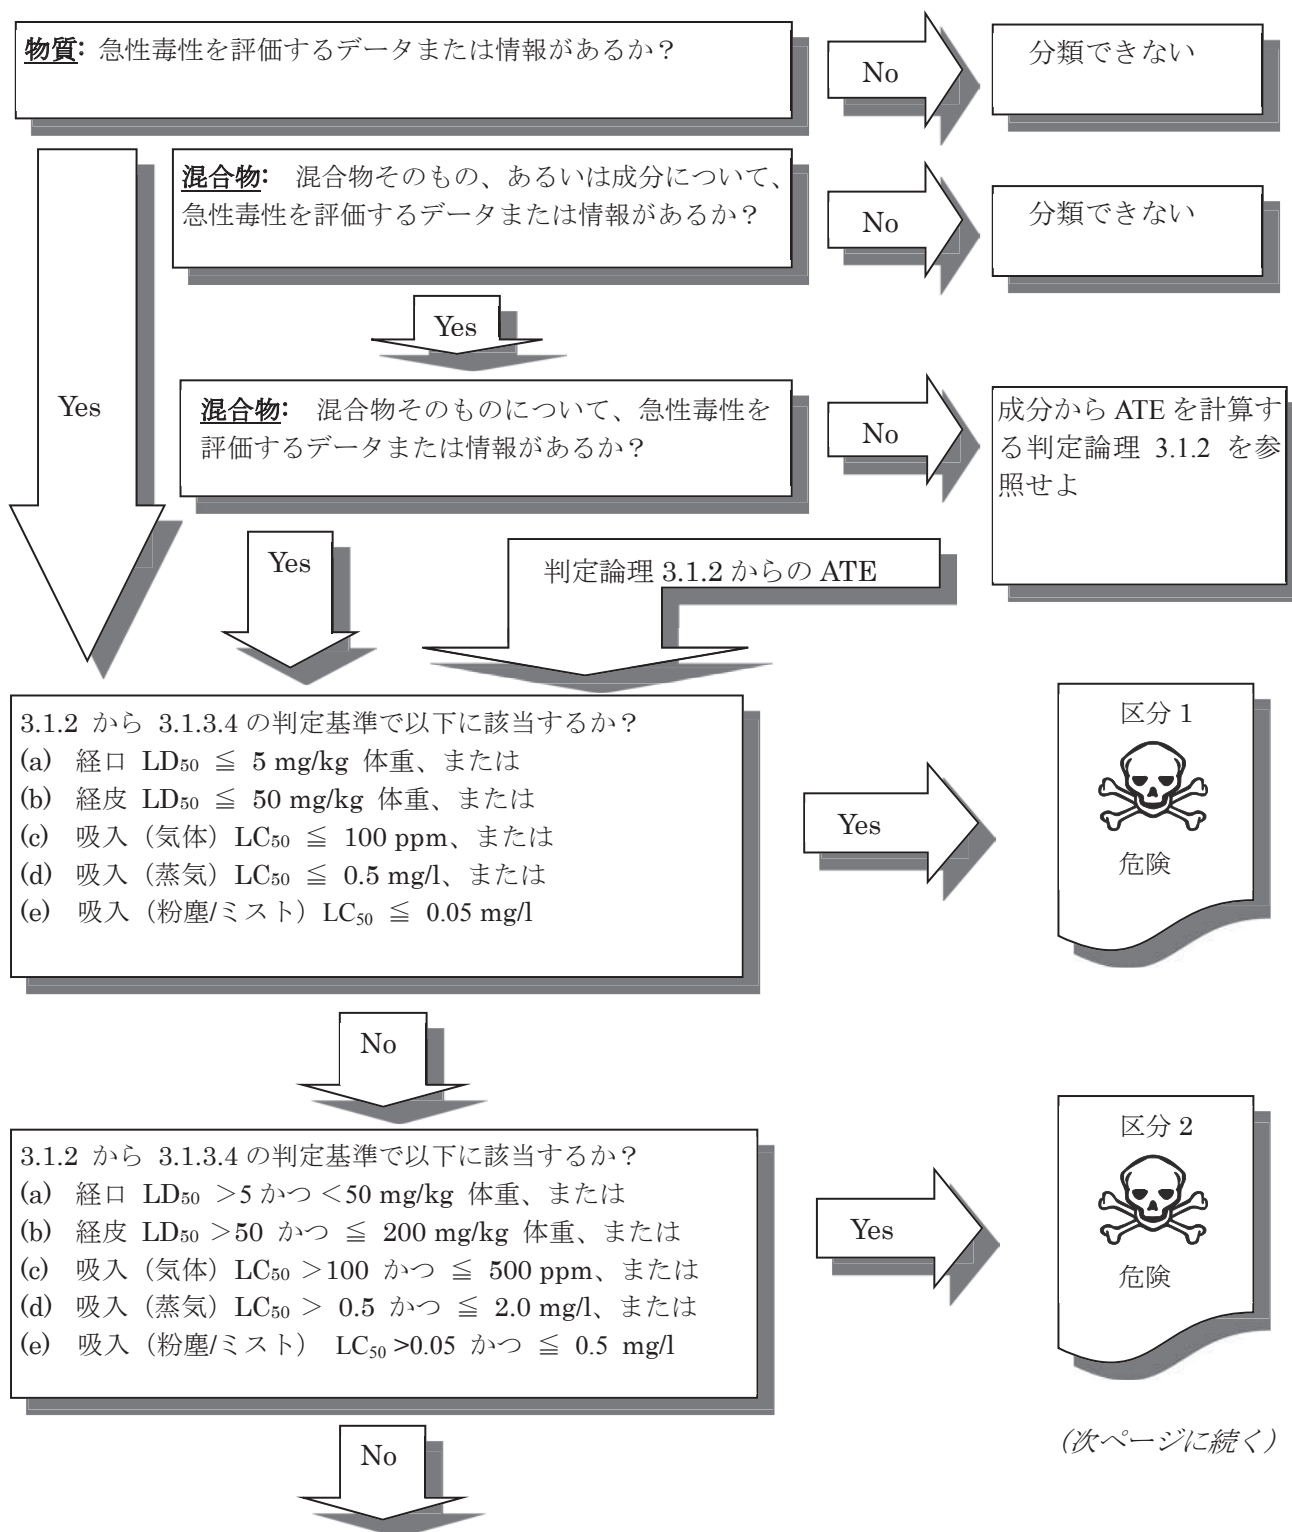 物質: 急性毒性を評価するデータまたは情報があるか？
No
分類できない
混合物: 混合物そのもの、あるいは成分について、
急性毒性を評価するデータまたは情報があるか？
No
分類できない
Yes
Yes
混合物: 混合物そのものについて、急性毒性を
評価するデータまたは情報があるか？
No
成分から ATE を計算す
る判定論理 3.1.2 を参
照せよ
Yes
判定論理 3.1.2 からの ATE
3.1.2 から 3.1.3.4 の判定基準で以下に該当するか？
(a) 経口 LD₅₀ ≦ 5 mg/kg 体重、または
(b) 経皮 LD₅₀ ≦ 50 mg/kg 体重、または
(c) 吸入（気体）LC₅₀ ≦ 100 ppm、または
(d) 吸入（蒸気）LC₅₀ ≦ 0.5 mg/l、または
(e) 吸入（粉塵/ミスト）LC₅₀ ≦ 0.05 mg/l
Yes
区分 1
危険
No
3.1.2 から 3.1.3.4 の判定基準で以下に該当するか？
(a) 経口 LD₅₀ ＞5 かつ ＜50 mg/kg 体重、または
(b) 経皮 LD₅₀ ＞50 かつ ≦ 200 mg/kg 体重、または
(c) 吸入（気体）LC₅₀ ＞100 かつ ≦ 500 ppm、または
(d) 吸入（蒸気）LC₅₀ ＞ 0.5 かつ ≦ 2.0 mg/l、または
(e) 吸入（粉塵/ミスト） LC₅₀ >0.05 かつ ≦ 0.5 mg/l
Yes
区分 2
危険
No
(次ページに続く)